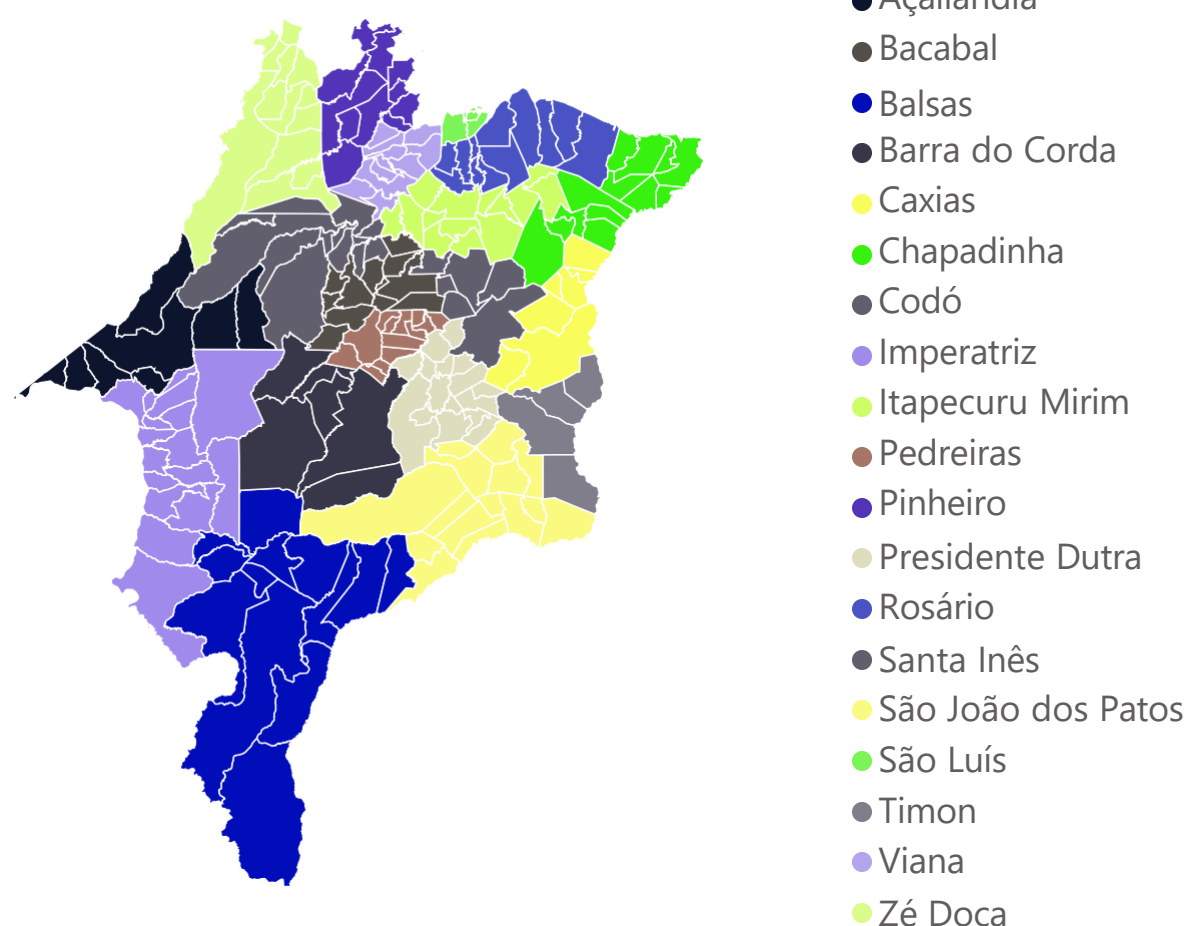 Açailândia
Bacabal
Balsas
Barra do Corda
Caxias
Chapadinha
Codó
Imperatriz
Itapecuru Mirim
Pedreiras
Pinheiro
Presidente Dutra
Rosário
Santa Inês
São João dos Patos
São Luís
Timon
Viana
Zé Doca